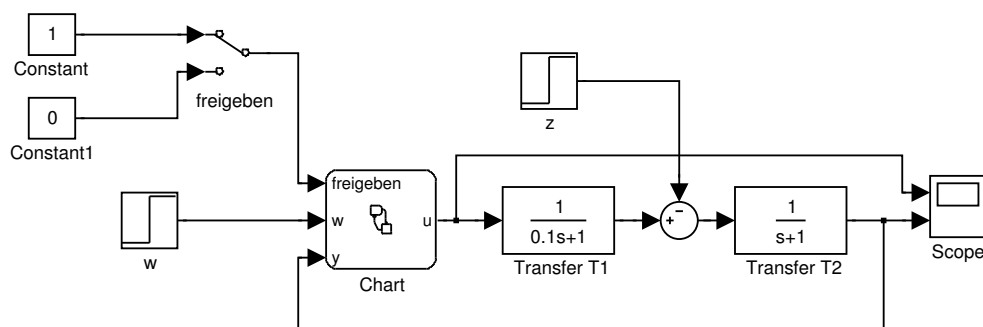 1
Constant
freigeben
0
Constant1
z
w
freigeben
w
y
u
Chart
1
0.1s+1
Transfer T1
+
−
1
s+1
Transfer T2
Scope